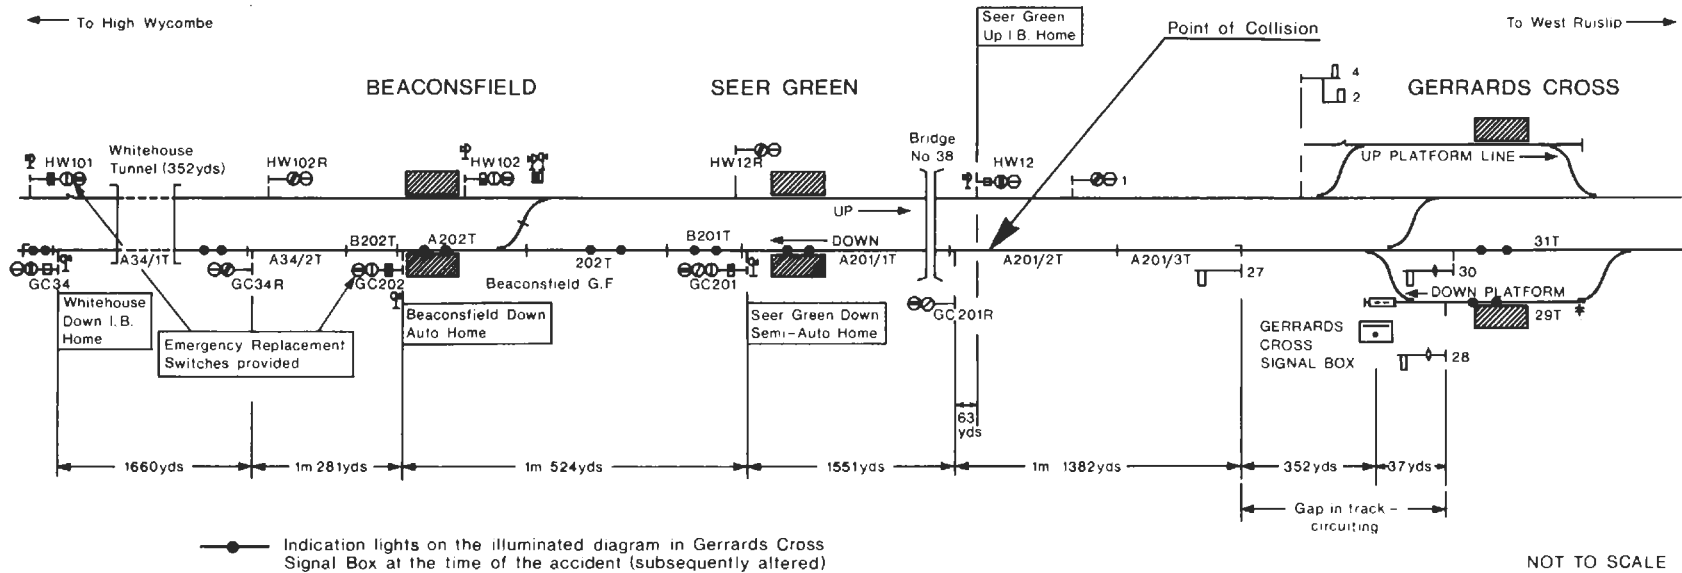 To High Wycombe
Seer Green
Up I.B. Home
Point of Collision
To West Ruislip
BEACONSFIELD
SEER GREEN
GERRARDS CROSS
4
2
HW101
Whitehouse
Tunnel (352yds)
HW102R
HW102
HW12R
Bridge
No 38
HW12
1
UP PLATFORM LINE
UP
DOWN
A34/1T
A34/2T
B202T
A202T
202T
B201T
A201/1T
A201/2T
A201/3T
31T
GC34
GC34R
GC202
Beaconsfield G.F
GC201
GC201R
27
30
DOWN PLATFORM
29T
28
Whitehouse
Down I.B.
Home
Emergency Replacement
Switches provided
Beaconsfield Down
Auto Home
Seer Green Down
Semi-Auto Home
GERRARDS
CROSS
SIGNAL BOX
63
yds
1660yds
1m 281yds
1m 524yds
1551yds
1m 1382yds
352yds
37yds
Gap in track-
circuiting
Indication lights on the illuminated diagram in Gerrards Cross
Signal Box at the time of the accident (subsequently altered)
NOT TO SCALE